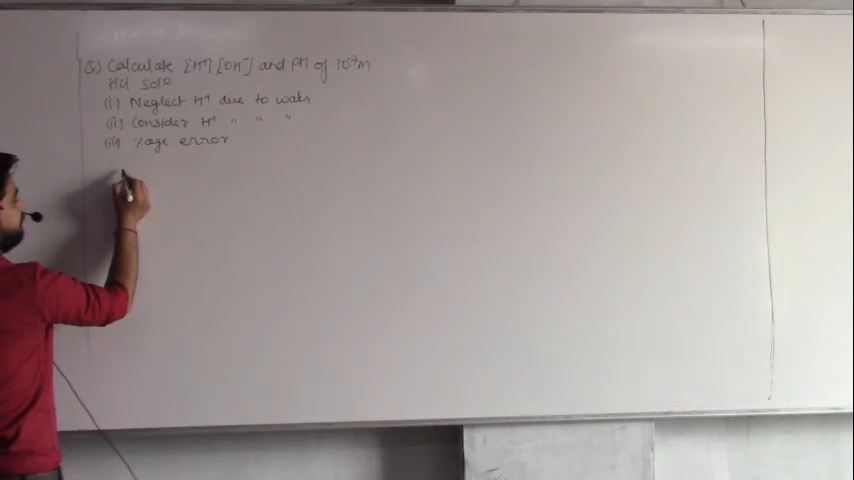 Q) Calculate [H⁺] [OH⁻] and PH of 10⁻⁷M
HCl Solⁿ
(i) Neglect H⁺ due to water
(ii) Consider H⁺ " " "
(iii) %age error